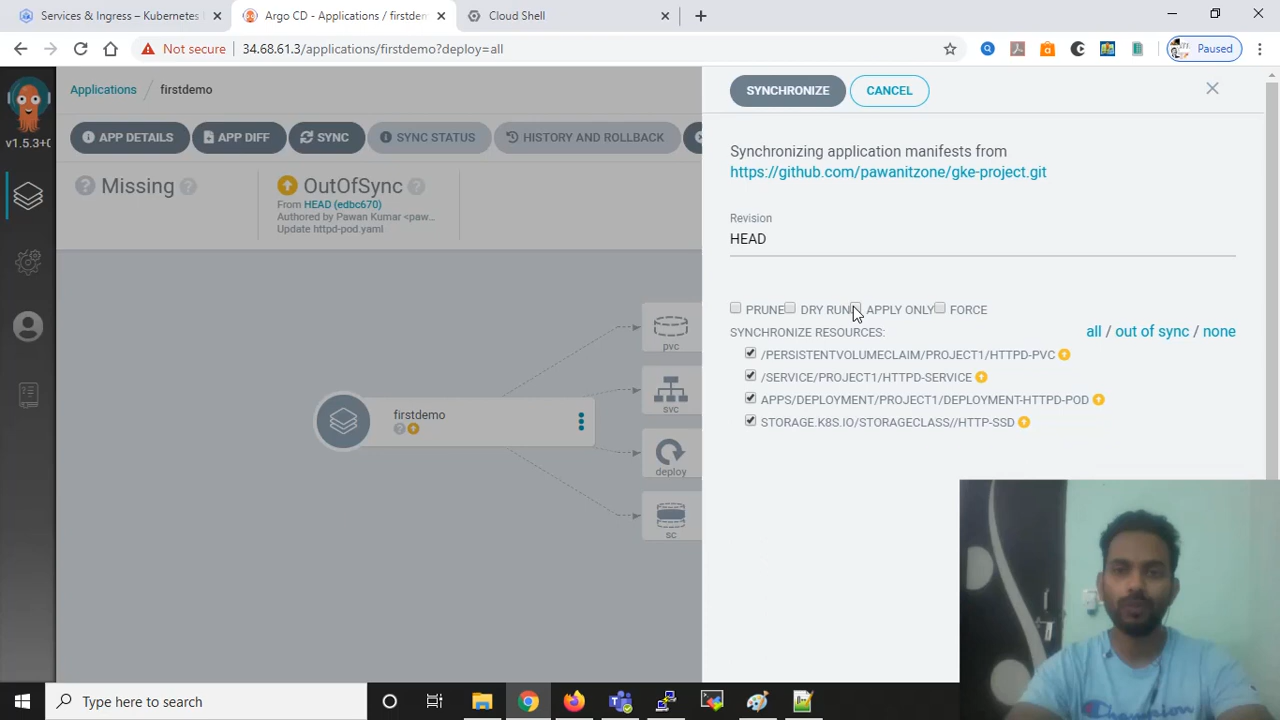 Services & Ingress – Kubernetes
Argo CD - Applications / firstdem
Cloud Shell
Not secure
34.68.61.3/applications/firstdemo?deploy=all
Paused
v1.5.3+0
Applications / firstdemo
APP DETAILS
APP DIFF
SYNC
SYNC STATUS
HISTORY AND ROLLBACK
Missing
OutOfSync
From HEAD (edbc670)
Authored by Pawan Kumar <paw...
Update httpd-pod.yaml
firstdemo
pvc
svc
deploy
sc
SYNCHRONIZE
CANCEL
Synchronizing application manifests from
https://github.com/pawanitzone/gke-project.git
Revision
HEAD
PRUNE DRY RUN APPLY ONLY FORCE
SYNCHRONIZE RESOURCES: all / out of sync / none
/PERSISTENTVOLUMECLAIM/PROJECT1/HTTPD-PVC
/SERVICE/PROJECT1/HTTPD-SERVICE
APPS/DEPLOYMENT/PROJECT1/DEPLOYMENT-HTTPD-POD
STORAGE.K8S.IO/STORAGECLASS//HTTP-SSD
Champion
Type here to search